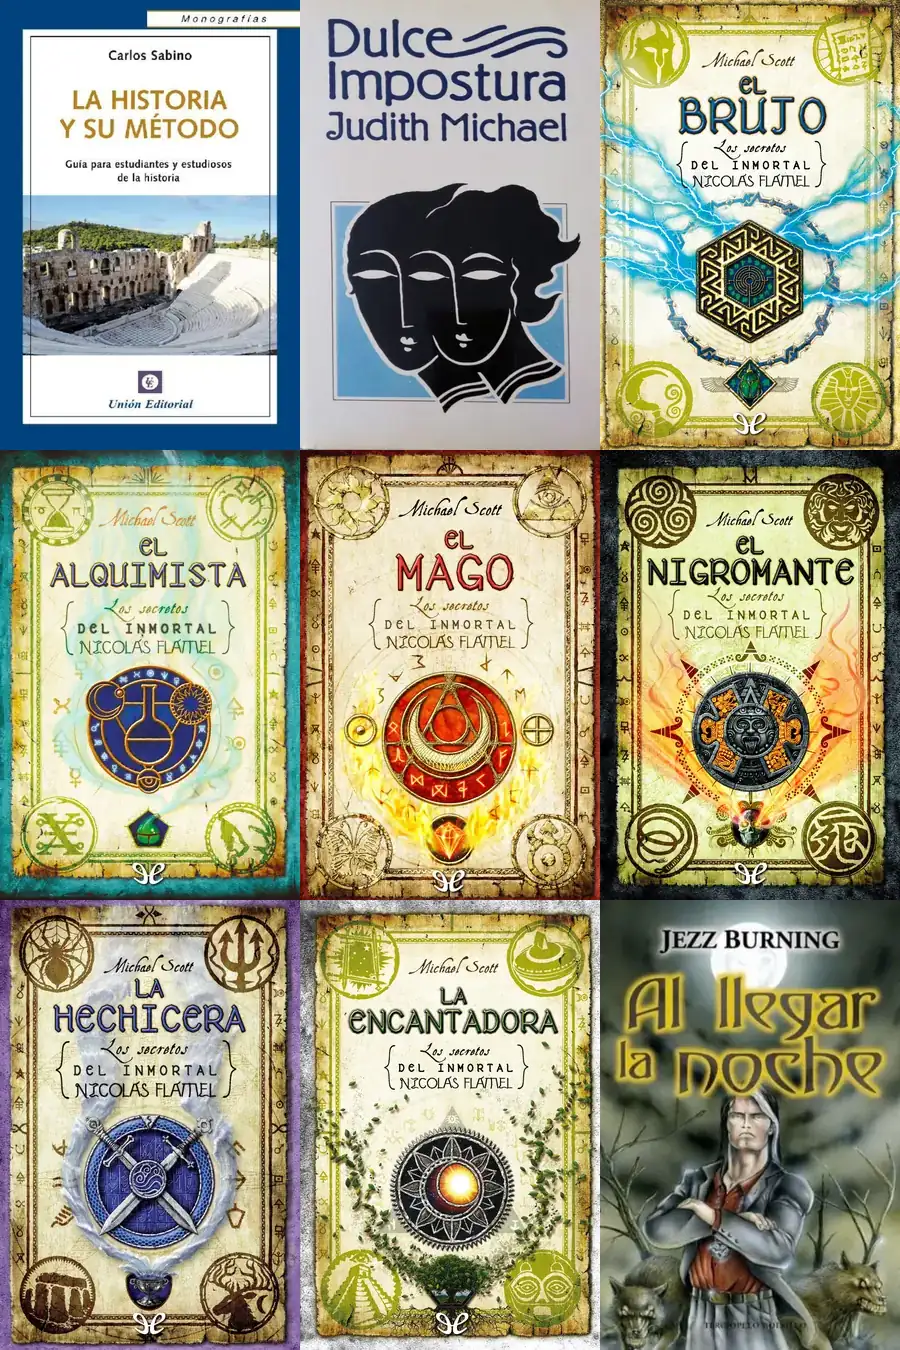 Monografías
Carlos Sabino
LA HISTORIA
Y SU MÉTODO
Guía para estudiantes y estudiosos
de la historia
Unión Editorial
Dulce
Impostura
Judith Michael
Michael Scott
EL
BRUJO
Los secretos
DEL INMORTAL
NICOLÁS FLAMEL
Michael Scott
EL
ALQUIMISTA
Los secretos
DEL INMORTAL
NICOLÁS FLAMEL
Michael Scott
EL
MAGO
Los secretos
DEL INMORTAL
NICOLÁS FLAMEL
Michael Scott
EL
NIGROMANTE
Los secretos
DEL INMORTAL
NICOLÁS FLAMEL
死
Michael Scott
LA
HECHICERA
Los secretos
DEL INMORTAL
NICOLÁS FLAMEL
Michael Scott
LA
ENCANTADORA
Los secretos
DEL INMORTAL
NICOLÁS FLAMEL
JEZZ BURNING
Al llegar
la noche
TERCIOPELO BOLSILLO